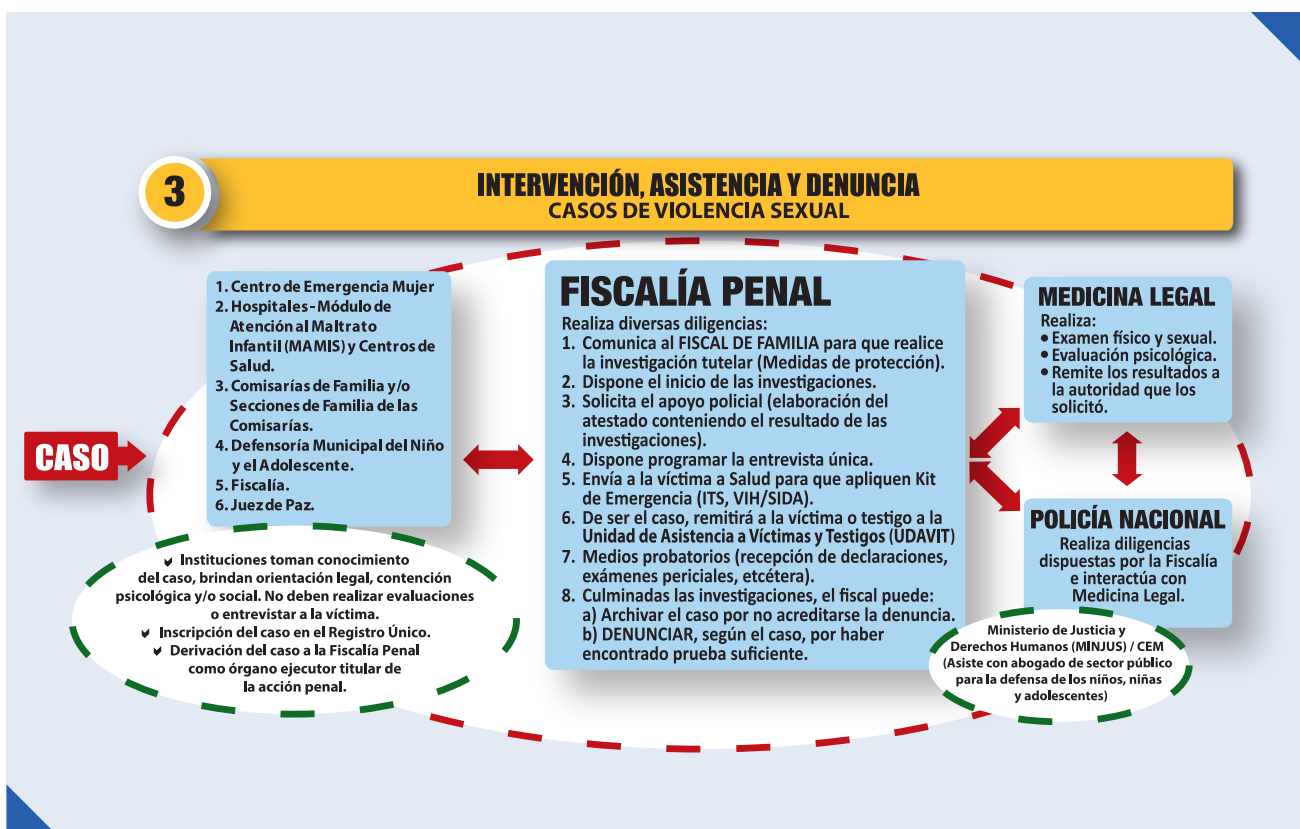 3
INTERVENCIÓN, ASISTENCIA Y DENUNCIA
CASOS DE VIOLENCIA SEXUAL
CASO
1. Centro de Emergencia Mujer
2. Hospitales - Módulo de
Atención al Maltrato
Infantil (MAMIS) y Centros de
Salud.
3. Comisarías de Familia y/o
Secciones de Familia de las
Comisarías.
4. Defensoría Municipal del Niño
y el Adolescente.
5. Fiscalía.
6. Juez de Paz.
Instituciones toman conocimiento
del caso, brindan orientación legal, contención
psicológica y/o social. No deben realizar evaluaciones
o entrevistar a la víctima.
Inscripción del caso en el Registro Único.
Derivación del caso a la Fiscalía Penal
como órgano ejecutor titular de
la acción penal.
FISCALÍA PENAL
Realiza diversas diligencias:
1. Comunica al FISCAL DE FAMILIA para que realice
la investigación tutelar (Medidas de protección).
2. Dispone el inicio de las investigaciones.
3. Solicita el apoyo policial (elaboración del
atestado conteniendo el resultado de las
investigaciones).
4. Dispone programar la entrevista única.
5. Envía a la víctima a Salud para que apliquen Kit
de Emergencia (ITS, VIH/SIDA).
6. De ser el caso, remitirá a la víctima o testigo a la
Unidad de Asistencia a Víctimas y Testigos (UDAVIT)
7. Medios probatorios (recepción de declaraciones,
exámenes periciales, etcétera).
8. Culminadas las investigaciones, el fiscal puede:
a) Archivar el caso por no acreditarse la denuncia.
b) DENUNCIAR, según el caso, por haber
encontrado prueba suficiente.
MEDICINA LEGAL
Realiza:
• Examen físico y sexual.
• Evaluación psicológica.
• Remite los resultados a
la autoridad que los
solicitó.
POLICÍA NACIONAL
Realiza diligencias
dispuestas por la Fiscalía
e interactúa con
Medicina Legal.
Ministerio de Justicia y
Derechos Humanos (MINJUS) / CEM
(Asiste con abogado de sector público
para la defensa de los niños, niñas
y adolescentes)